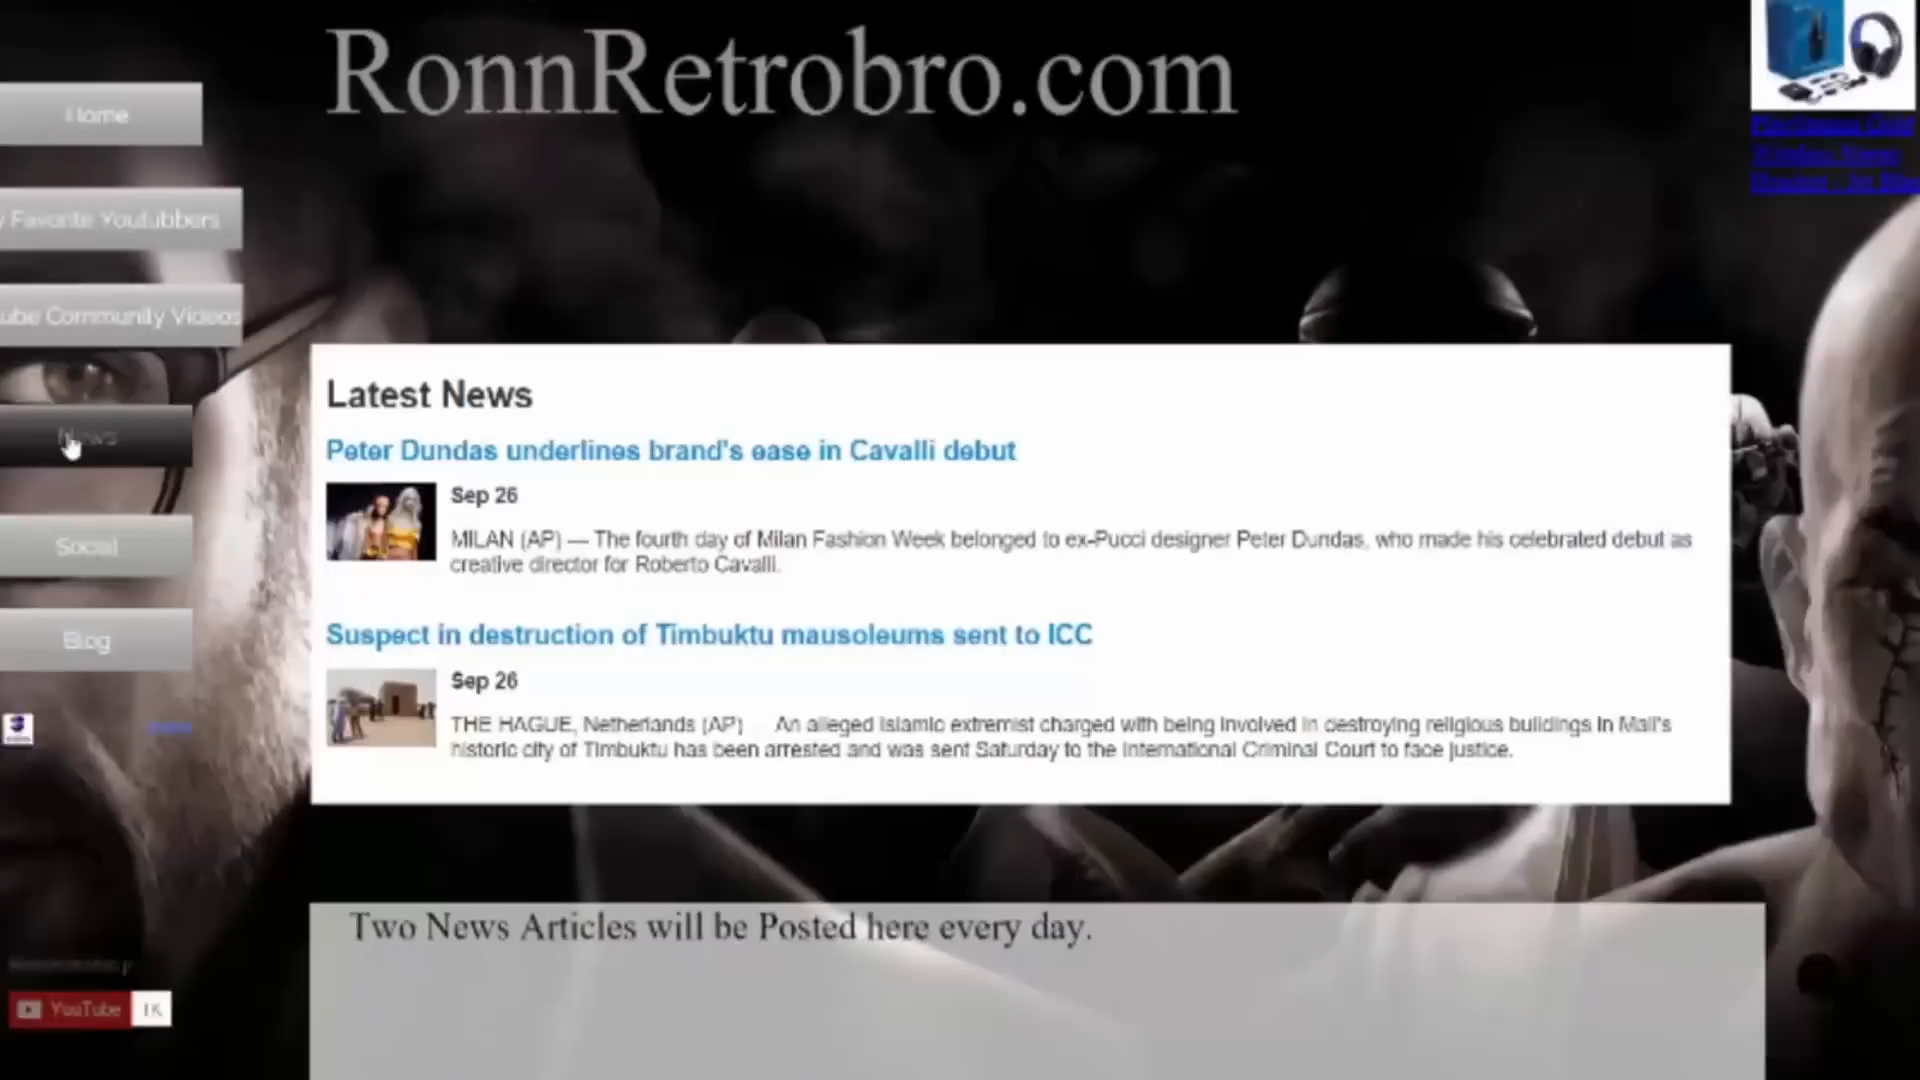 RonnRetrobro.com
Home
y Favorite Youtubbers
ube Community Videos
News
Social
Blog
Latest News
Peter Dundas underlines brand's ease in Cavalli debut
Sep 26
MILAN (AP) — The fourth day of Milan Fashion Week belonged to ex-Pucci designer Peter Dundas, who made his celebrated debut as
creative director for Roberto Cavalli.
Suspect in destruction of Timbuktu mausoleums sent to ICC
Sep 26
THE HAGUE, Netherlands (AP) An alleged Islamic extremist charged with being involved in destroying religious buildings in Mali's
historic city of Timbuktu has been arrested and was sent Saturday to the International Criminal Court to face justice.
Two News Articles will be Posted here every day.
YouTube 1K